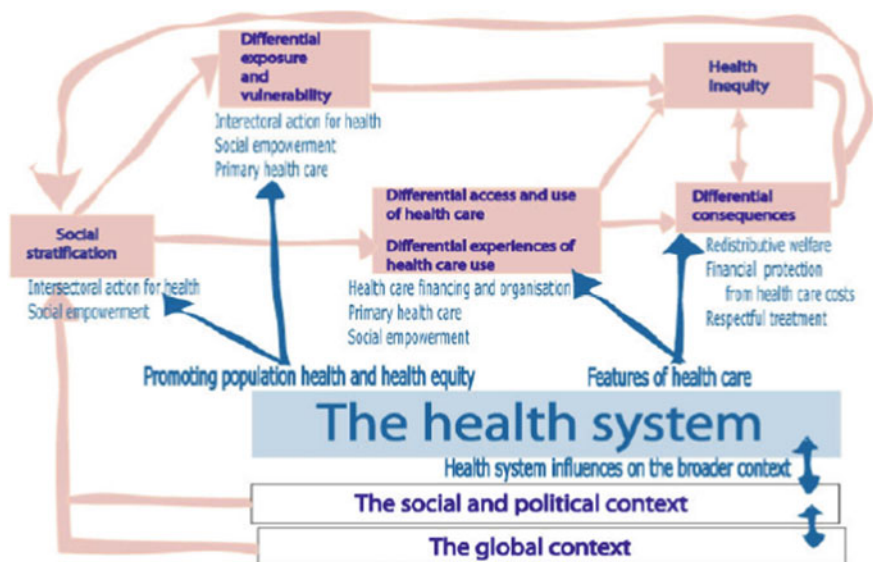 Differential
exposure
and
vulnerability
Interectoral action for health
Social empowerment
Primary health care
Health
Inequity
Social
stratification
Intersectoral action for health
Social empowerment
Differential access and use
of health care
Differential experiences of
health care use
Health care financing and organisation
Primary health care
Social empowerment
Differential
consequences
Redistributive welfare
Financial protection
from health care costs
Respectful treatment
Promoting population health and health equity
Features of health care
The health system
Health system influences on the broader context
The social and political context
The global context